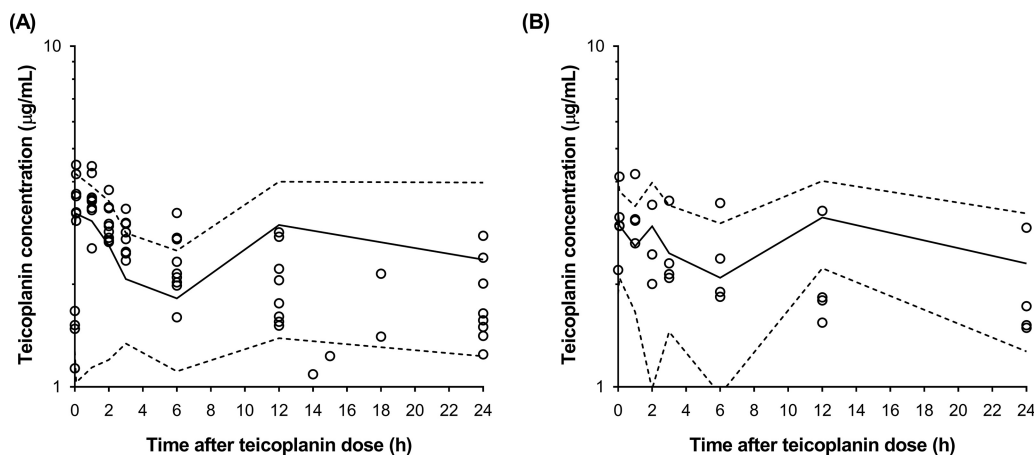 (A)
Teicoplanin concentration (μg/mL)
10
1
0 2 4 6 8 10 12 14 16 18 20 22 24
Time after teicoplanin dose (h)
(B)
Teicoplanin concentration (μg/mL)
10
1
0 2 4 6 8 10 12 14 16 18 20 22 24
Time after teicoplanin dose (h)